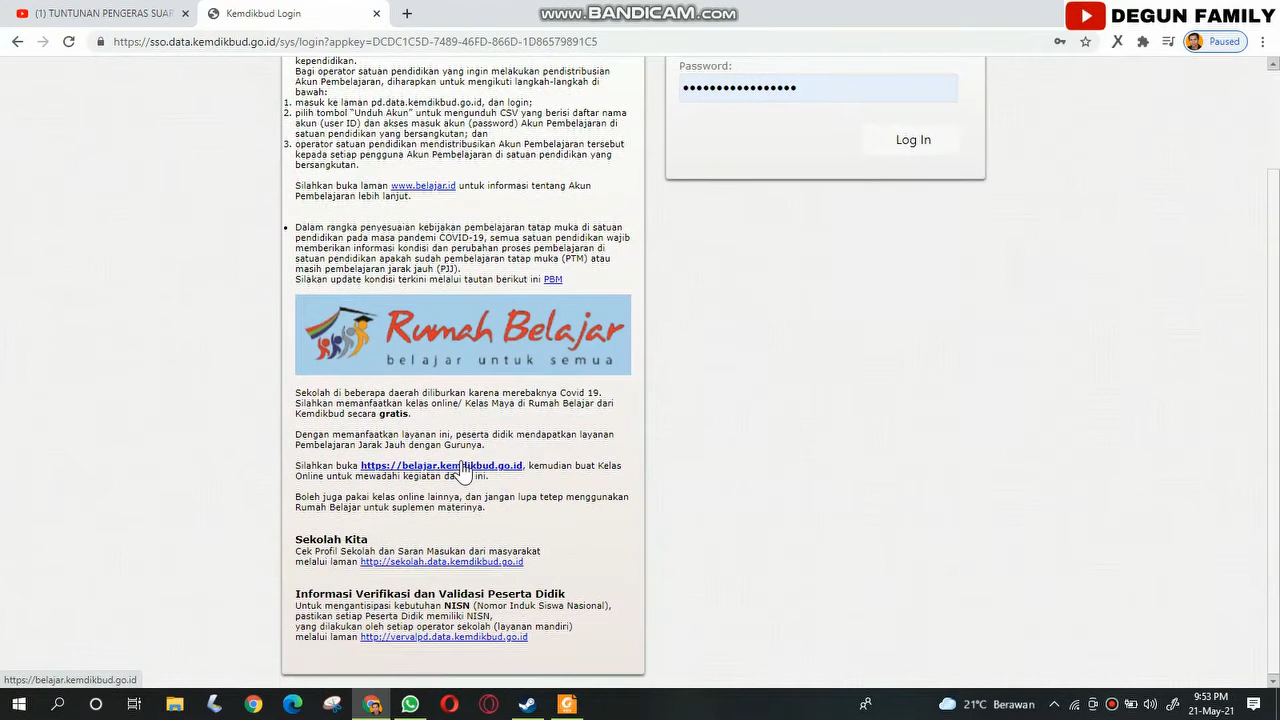 (1) TUNTUNAN PENGERAS SUAR
Kemdikbud Login
www.BANDICAM.com
DEGUN FAMILY
https://sso.data.kemdikbud.go.id/sys/login?appkey=
Paused
kependidikan.
Bagi operator satuan pendidikan yang ingin melakukan pendistribusian
Akun Pembelajaran, diharapkan untuk mengikuti langkah-langkah di
bawah:
1. masuk ke laman pd.data.kemdikbud.go.id, dan login;
2. pilih tombol "Unduh Akun" untuk mengunduh CSV yang berisi daftar nama
akun (user ID) dan akses masuk akun (password) Akun Pembelajaran di
satuan pendidikan yang bersangkutan; dan
3. operator satuan pendidikan mendistribusikan Akun Pembelajaran tersebut
kepada setiap pengguna Akun Pembelajaran di satuan pendidikan yang
bersangkutan.
Silahkan buka laman www.belajar.id untuk informasi tentang Akun
Pembelajaran lebih lanjut.
Dalam rangka penyesuaian kebijakan pembelajaran tatap muka di satuan
pendidikan pada masa pandemi COVID-19, semua satuan pendidikan wajib
memberikan informasi kondisi dan perubahan proses pembelajaran di
satuan pendidikan apakah sudah pembelajaran tatap muka (PTM) atau
masih pembelajaran jarak jauh (PJJ).
Silakan update kondisi terkini melalui tautan berikut ini PBM
Rumah Belajar
belajar untuk semua
Sekolah di beberapa daerah diliburkan karena merebaknya Covid 19.
Silahkan memanfaatkan kelas online/ Kelas Maya di Rumah Belajar dari
Kemdikbud secara gratis.
Dengan memanfaatkan layanan ini, peserta didik mendapatkan layanan
Pembelajaran Jarak Jauh dengan Gurunya.
Silahkan buka https://belajar.kemdikbud.go.id, kemudian buat Kelas
Online untuk mewadahi kegiatan ini.
Boleh juga pakai kelas online lainnya, dan jangan lupa tetep menggunakan
Rumah Belajar untuk suplemen materinya.
Sekolah Kita
Cek Profil Sekolah dan Saran Masukan dari masyarakat
melalui laman http://sekolah.data.kemdikbud.go.id
Informasi Verifikasi dan Validasi Peserta Didik
Untuk mengantisipasi kebutuhan NISN (Nomor Induk Siswa Nasional),
pastikan setiap Peserta Didik memiliki NISN,
yang dilakukan oleh setiap operator sekolah (layanan mandiri)
melalui laman http://vervalpd.data.kemdikbud.go.id
Password:
Log In
https://belajar.kemdikbud.go.id
21°C Berawan
9:53 PM
21-May-21